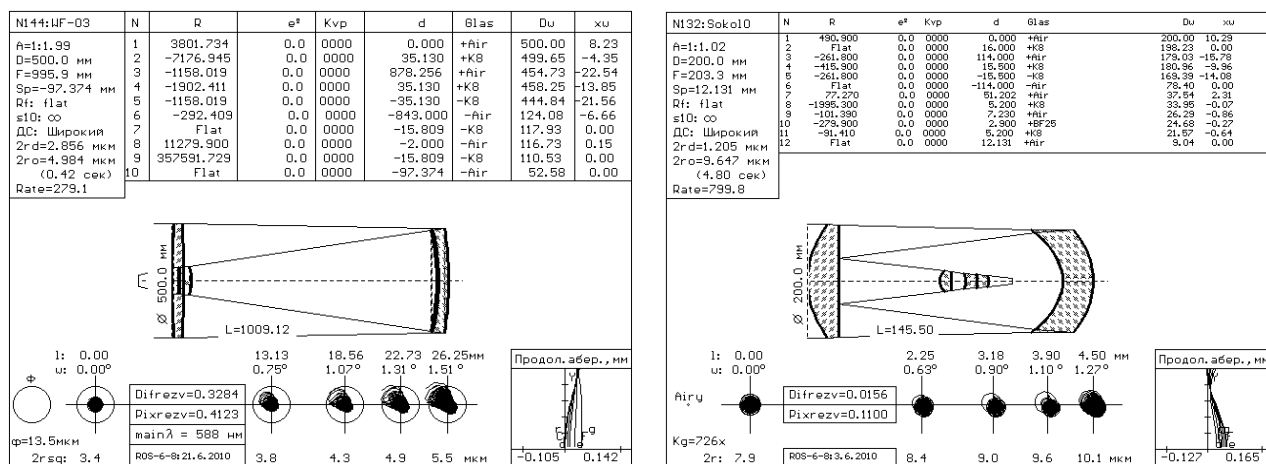 N144:WF-03 N R e² Kvp d Glas Dω xω
A=1:1.99 1 3801.734 0.0 0000 0.000 +Air 500.00 8.23
D=500.0 мм 2 -7176.945 0.0 0000 35.130 +K8 499.65 -4.35
F=995.9 мм 3 -1158.019 0.0 0000 878.256 +Air 454.73 -22.54
Sp=-97.374 мм 4 -1902.411 0.0 0000 35.130 +K8 458.25 -13.85
Rf: flat 5 -1158.019 0.0 0000 -35.130 -K8 444.84 -21.56
s10: ∞ 6 -292.409 0.0 0000 -843.000 -Air 124.08 -6.66
ДС: Широкий 7 Flat 0.0 0000 -15.809 -K8 117.93 0.00
2rd=2.856 мкм 8 11279.900 0.0 0000 -2.000 -Air 116.73 0.15
2ro=4.984 мкм 9 357591.729 0.0 0000 -15.809 -K8 110.53 0.00
(0.42 сек) 10 Flat 0.0 0000 -97.374 -Air 52.58 0.00
Rate=279.1
Ø 500.0 мм
L=1009.12
l: 0.00 13.13 18.56 22.73 26.25мм
ω: 0.00° 0.75° 1.07° 1.31° 1.51°
Продол.абер.,мм
φ
Difrezv=0.3284
Pixrezv=0.4123
mainλ = 588 нм
φ=13.5мкм
2rsq: 3.4 ROS-6-8:21.6.2010 3.8 4.3 4.9 5.5 мкм -0.105 0.142
N132:Sokol0 N R e² Kvp d Glas Dω xω
A=1:1.02 1 490.900 0.0 0000 0.000 +Air 200.00 10.29
D=200.0 мм 2 Flat 0.0 0000 16.000 +K8 198.23 0.00
F=203.3 мм 3 -261.800 0.0 0000 114.000 +Air 179.03 -15.78
Sp=12.131 мм 4 -415.900 0.0 0000 15.500 +K8 180.96 -9.96
Rf: flat 5 -261.800 0.0 0000 -15.500 -K8 169.39 -14.08
s10: ∞ 6 Flat 0.0 0000 -114.000 -Air 78.40 0.00
ДС: Широкий 7 77.270 0.0 0000 51.202 +Air 37.54 2.31
2rd=1.205 мкм 8 -1995.300 0.0 0000 5.200 +K8 33.95 -0.07
2ro=9.647 мкм 9 -101.390 0.0 0000 7.230 +Air 26.29 -0.86
(4.80 сек) 10 -279.900 0.0 0000 2.900 +BF25 24.68 -0.27
Rate=799.8 11 -91.410 0.0 0000 5.200 +K8 21.57 -0.64
12 Flat 0.0 0000 12.131 +Air 9.04 0.00
Ø 200.0 мм
L=145.50
l: 0.00 2.25 3.18 3.90 4.50 мм
ω: 0.00° 0.63° 0.90° 1.10° 1.27°
Продол.абер.,мм
Airy
Difrezv=0.0156
Pixrezv=0.1100
Kg=726x
2r: 7.9 ROS-6-8:3.6.2010 8.4 9.0 9.6 10.1 мкм -0.127 0.165